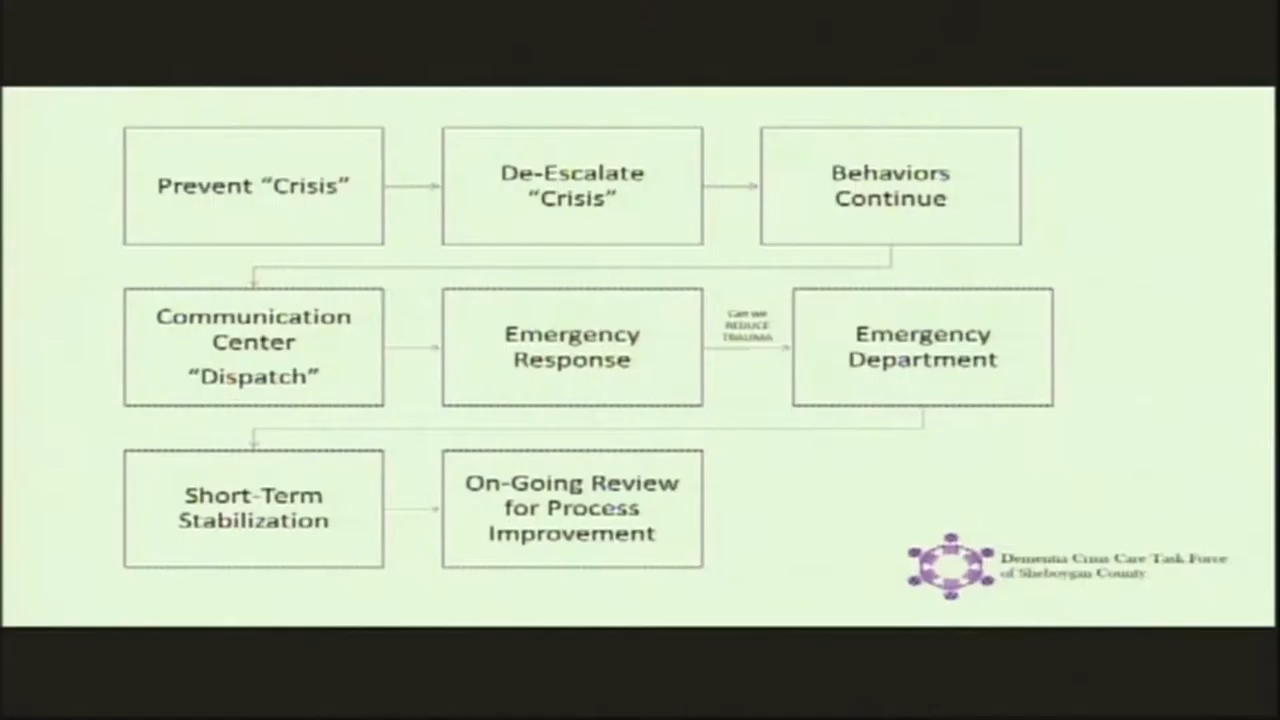 Prevent “Crisis”
De-Escalate
“Crisis”
Behaviors
Continue
Communication
Center
“Dispatch”
Emergency
Response
Can we
REDUCE
TRAUMA
Emergency
Department
Short-Term
Stabilization
On-Going Review
for Process
Improvement
Dementia Crisis Care Task Force
of Sheboygan County